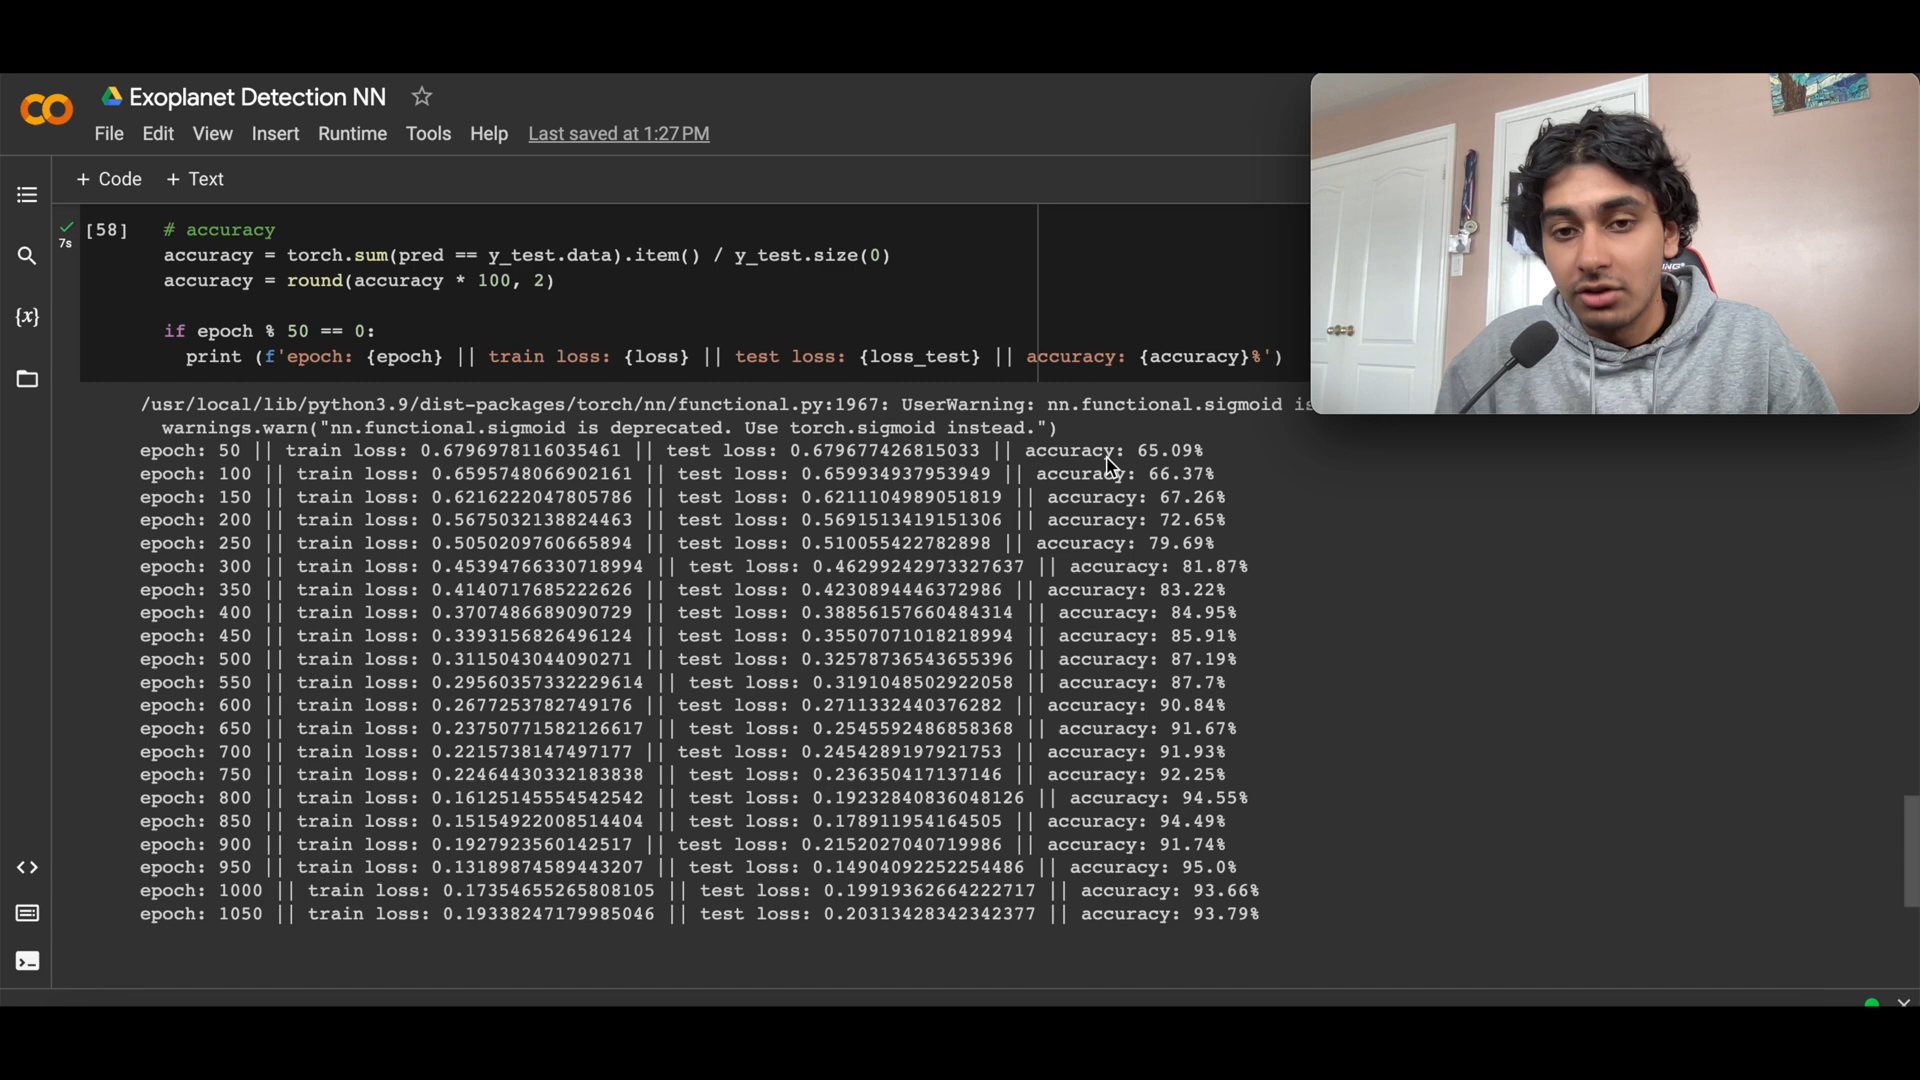 Exoplanet Detection NN
File Edit View Insert Runtime Tools Help Last saved at 1:27 PM
+ Code + Text
7s
[58] # accuracy
accuracy = torch.sum(pred == y_test.data).item() / y_test.size(0)
accuracy = round(accuracy * 100, 2)
if epoch % 50 == 0:
print (f'epoch: {epoch} || train loss: {loss} || test loss: {loss_test} || accuracy: {accuracy}%')
/usr/local/lib/python3.9/dist-packages/torch/nn/functional.py:1967: UserWarning: nn.functional.sigmoid is
warnings.warn("nn.functional.sigmoid is deprecated. Use torch.sigmoid instead.")
epoch: 50 || train loss: 0.6796978116035461 || test loss: 0.679677426815033 || accuracy: 65.09%
epoch: 100 || train loss: 0.6595748066902161 || test loss: 0.659934937953949 || accuracy: 66.37%
epoch: 150 || train loss: 0.6216222047805786 || test loss: 0.6211104989051819 || accuracy: 67.26%
epoch: 200 || train loss: 0.5675032138824463 || test loss: 0.5691513419151306 || accuracy: 72.65%
epoch: 250 || train loss: 0.5050209760665894 || test loss: 0.510055422782898 || accuracy: 79.69%
epoch: 300 || train loss: 0.45394766330718994 || test loss: 0.46299242973327637 || accuracy: 81.87%
epoch: 350 || train loss: 0.4140717685222626 || test loss: 0.4230894446372986 || accuracy: 83.22%
epoch: 400 || train loss: 0.3707486689090729 || test loss: 0.38856157660484314 || accuracy: 84.95%
epoch: 450 || train loss: 0.3393156826496124 || test loss: 0.35507071018218994 || accuracy: 85.91%
epoch: 500 || train loss: 0.3115043044090271 || test loss: 0.32578736543655396 || accuracy: 87.19%
epoch: 550 || train loss: 0.29560357332229614 || test loss: 0.3191048502922058 || accuracy: 87.7%
epoch: 600 || train loss: 0.2677253782749176 || test loss: 0.2711332440376282 || accuracy: 90.84%
epoch: 650 || train loss: 0.23750771582126617 || test loss: 0.2545592486858368 || accuracy: 91.67%
epoch: 700 || train loss: 0.2215738147497177 || test loss: 0.2454289197921753 || accuracy: 91.93%
epoch: 750 || train loss: 0.22464430332183838 || test loss: 0.236350417137146 || accuracy: 92.25%
epoch: 800 || train loss: 0.16125145554542542 || test loss: 0.19232840836048126 || accuracy: 94.55%
epoch: 850 || train loss: 0.15154922008514404 || test loss: 0.178911954164505 || accuracy: 94.49%
epoch: 900 || train loss: 0.1927923560142517 || test loss: 0.2152027040719986 || accuracy: 91.74%
epoch: 950 || train loss: 0.13189874589443207 || test loss: 0.14904092252254486 || accuracy: 95.0%
epoch: 1000 || train loss: 0.17354655265808105 || test loss: 0.19919362664222717 || accuracy: 93.66%
epoch: 1050 || train loss: 0.19338247179985046 || test loss: 0.20313428342342377 || accuracy: 93.79%